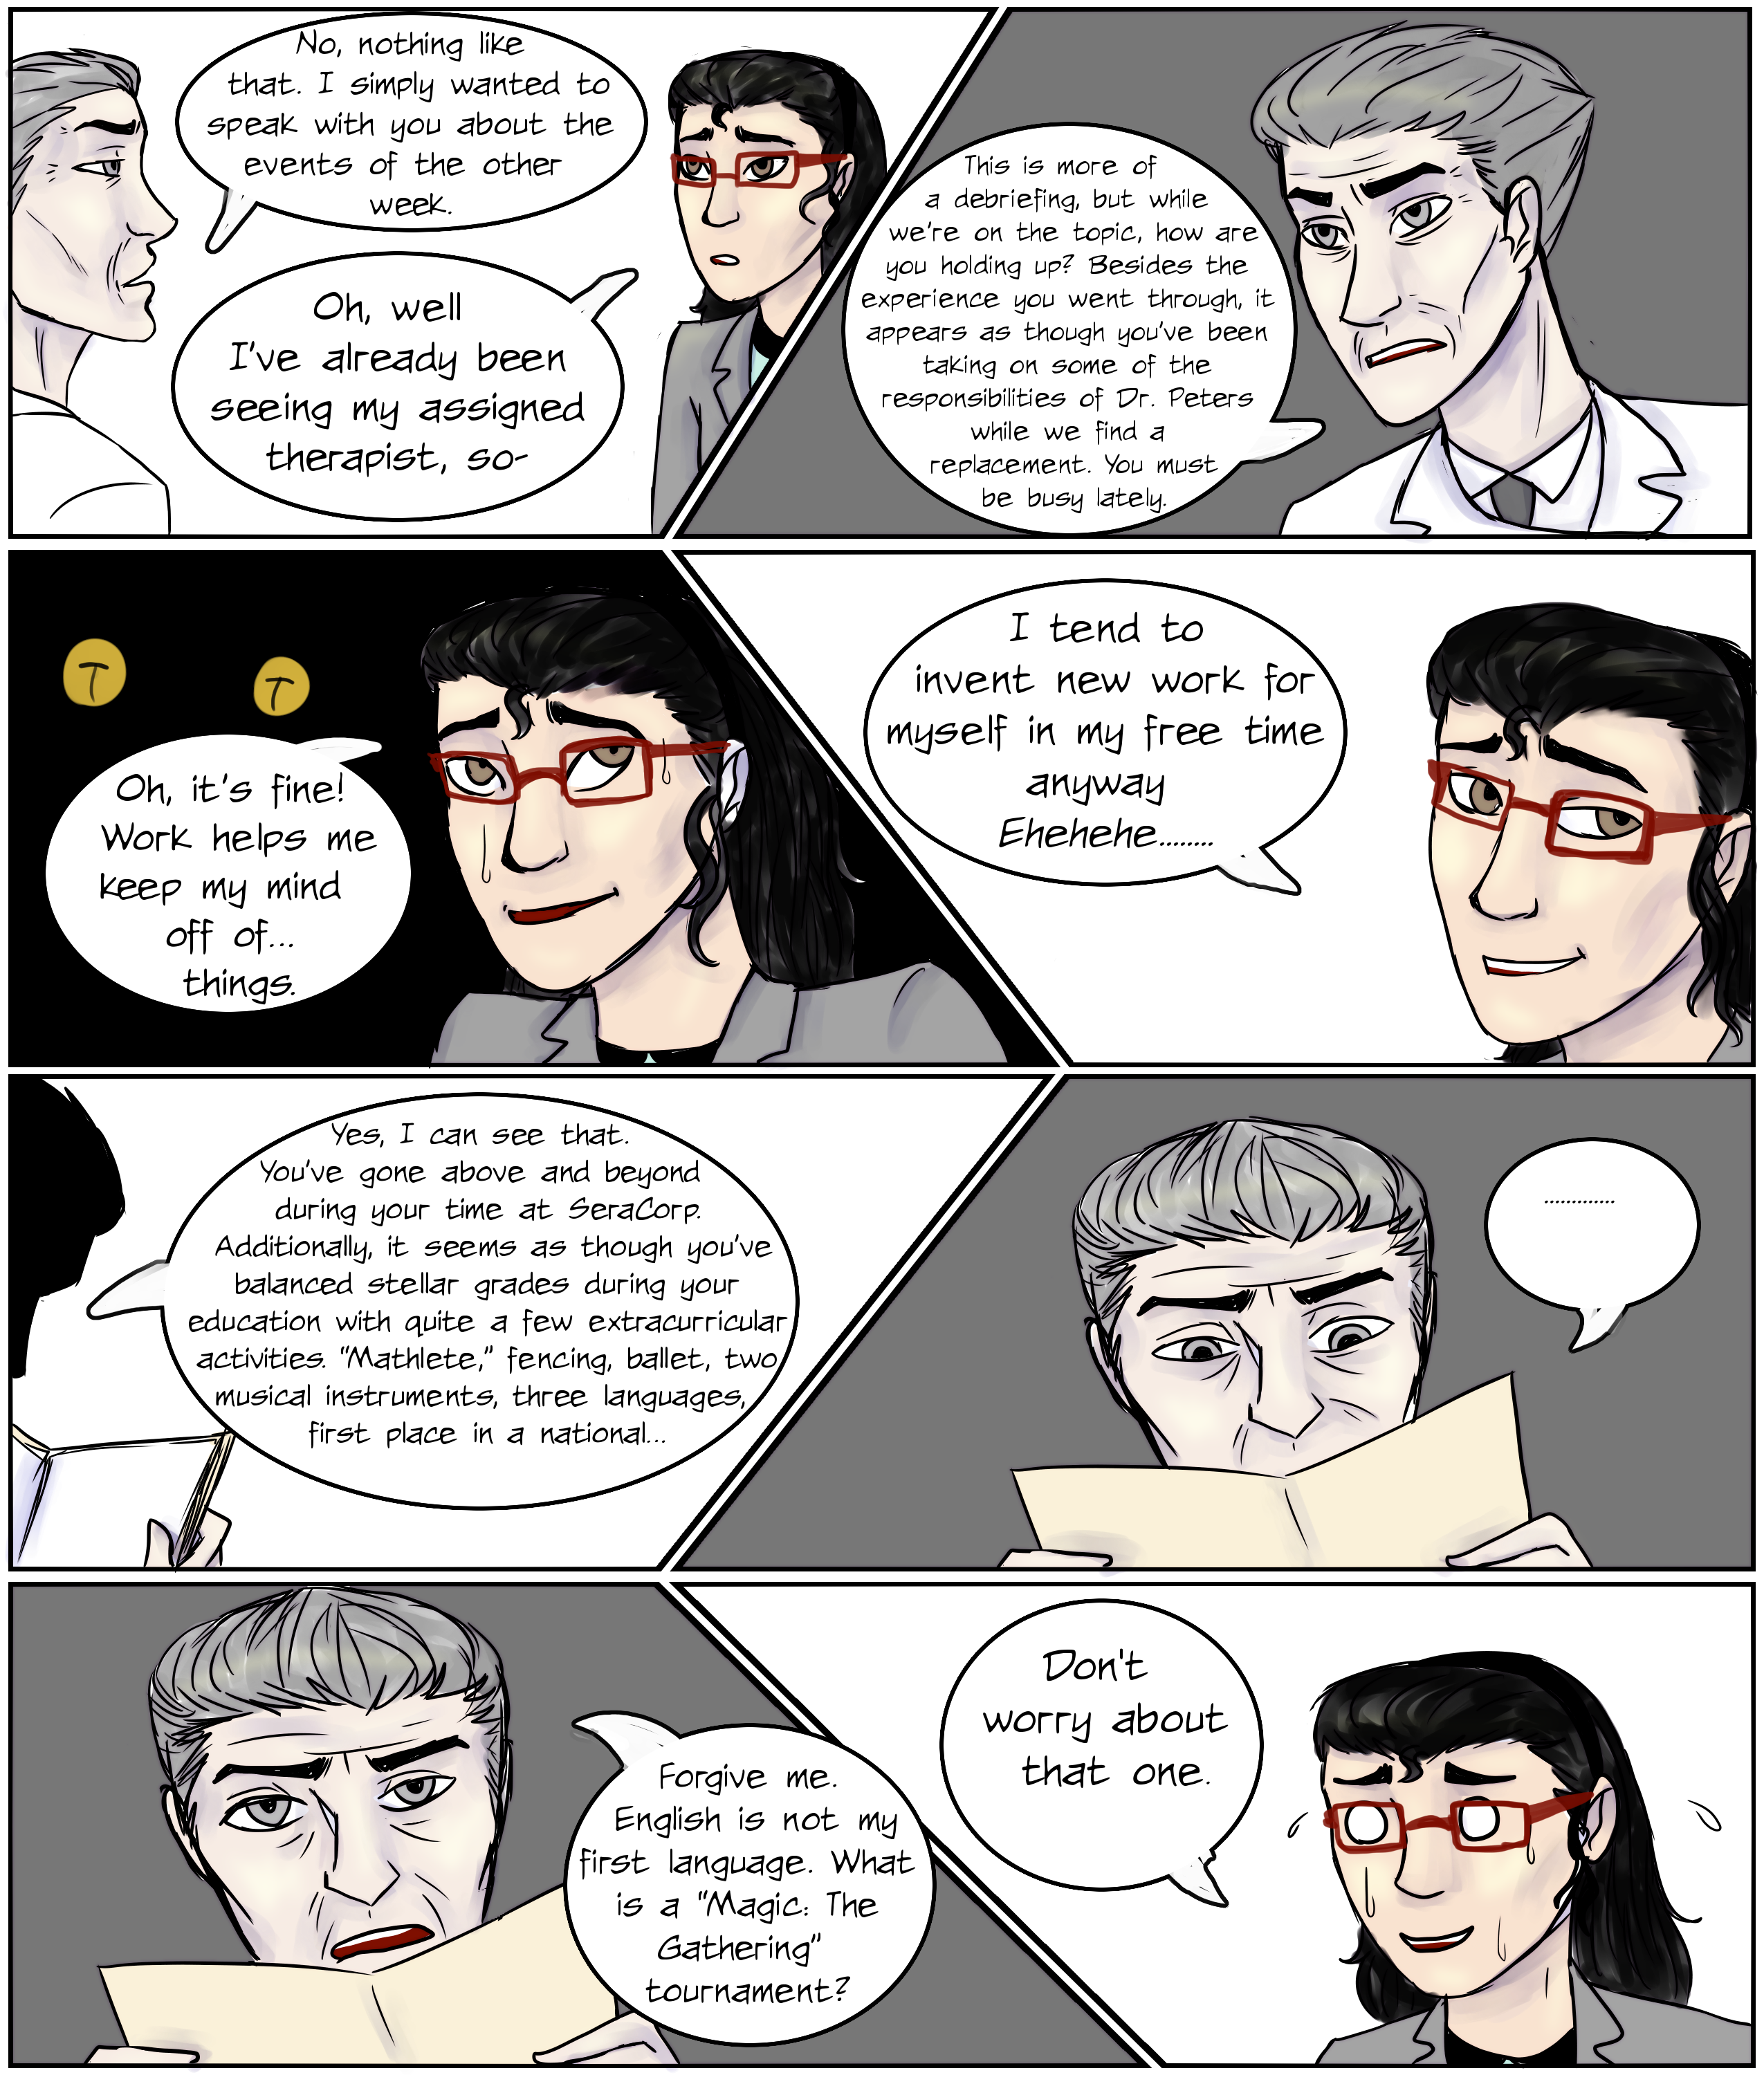 No, nothing like
that. I simply wanted to
speak with you about the
events of the other
week.
Oh, well
I've already been
seeing my assigned
therapist, so-
This is more of
a debriefing, but while
we're on the topic, how are
you holding up? Besides the
experience you went through, it
appears as though you've been
taking on some of the
responsibilities of Dr. Peters
while we find a
replacement. You must
be busy lately.
T
T
Oh, it's fine!
Work helps me
keep my mind
off of...
things.
I tend to
invent new work for
myself in my free time
anyway
Ehehehe........
Yes, I can see that.
You've gone above and beyond
during your time at SeraCorp.
Additionally, it seems as though you've
balanced stellar grades during your
education with quite a few extracurricular
activities. "Mathlete," fencing, ballet, two
musical instruments, three languages,
first place in a national...
.............
Forgive me.
English is not my
first language. What
is a "Magic: The
Gathering"
tournament?
Don't
worry about
that one.